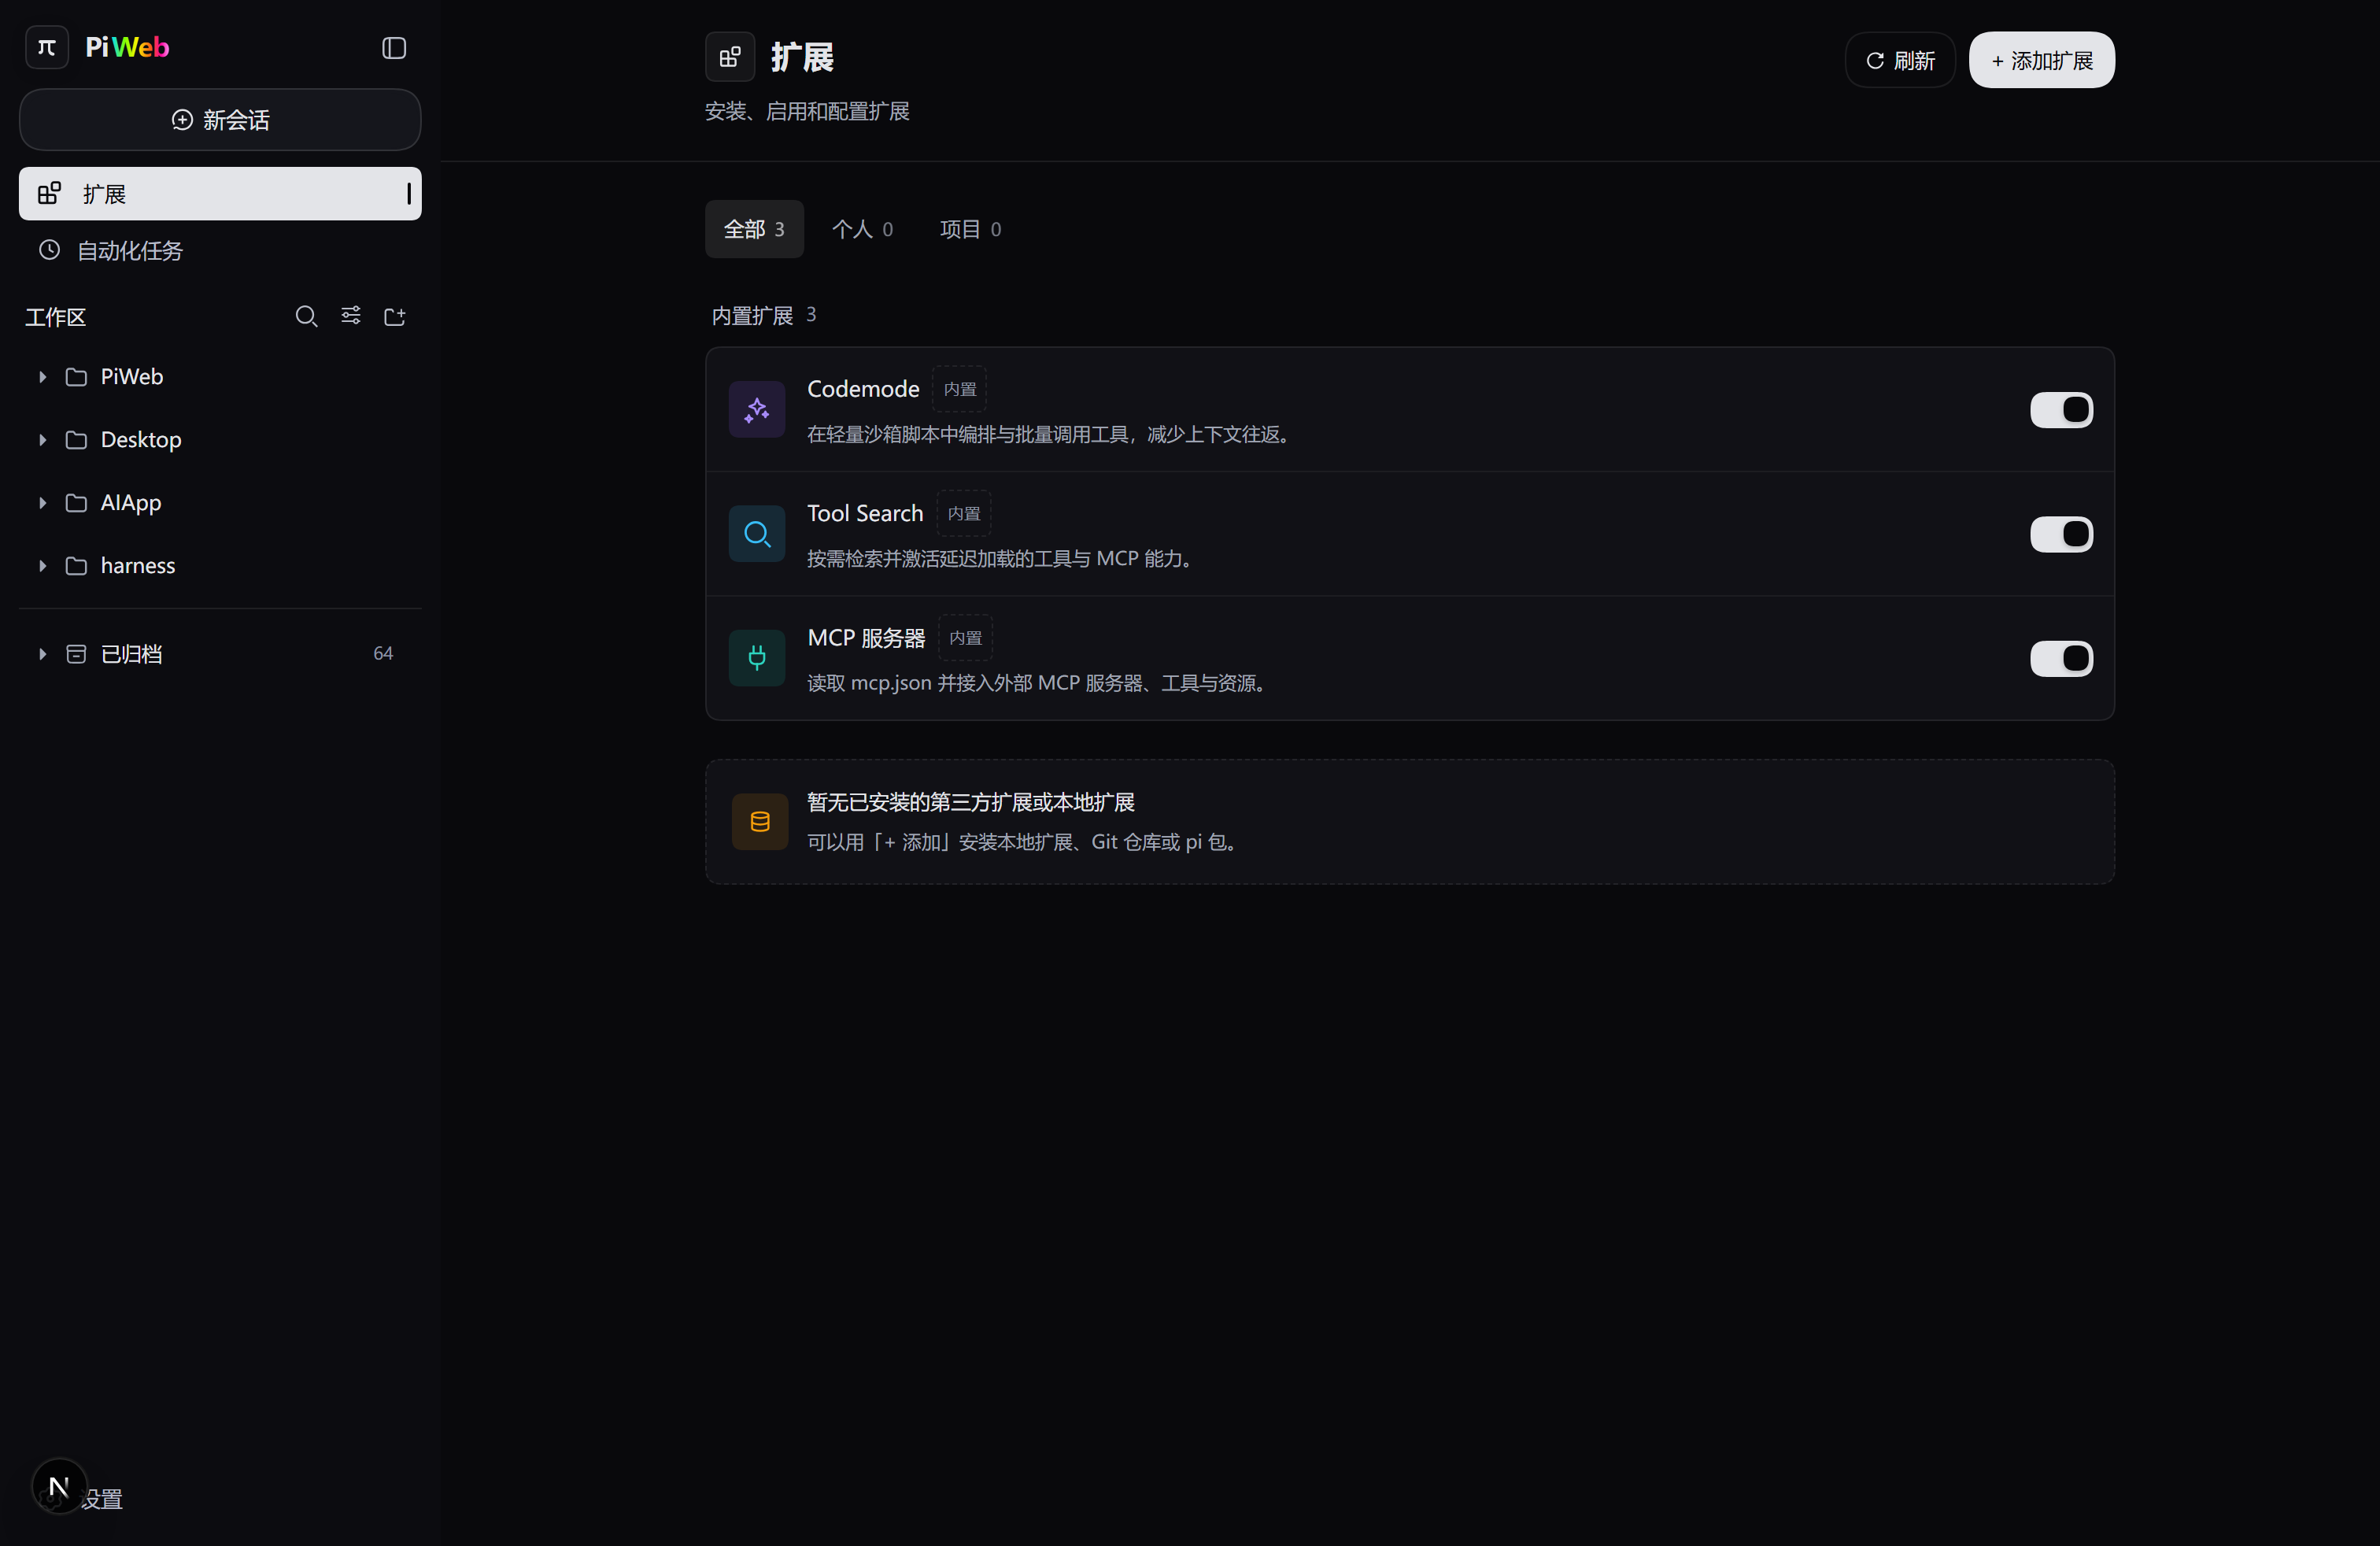 π PiWeb
新会话
扩展
自动化任务
工作区
PiWeb
Desktop
AIApp
harness
已归档 64
N 设置
扩展
安装、启用和配置扩展
刷新
+ 添加扩展
全部 3 个人 0 项目 0
内置扩展 3
Codemode 内置
在轻量沙箱脚本中编排与批量调用工具，减少上下文往返。
Tool Search 内置
按需检索并激活延迟加载的工具与 MCP 能力。
MCP 服务器 内置
读取 mcp.json 并接入外部 MCP 服务器、工具与资源。
暂无已安装的第三方扩展或本地扩展
可以用「+ 添加」安装本地扩展、Git 仓库或 pi 包。